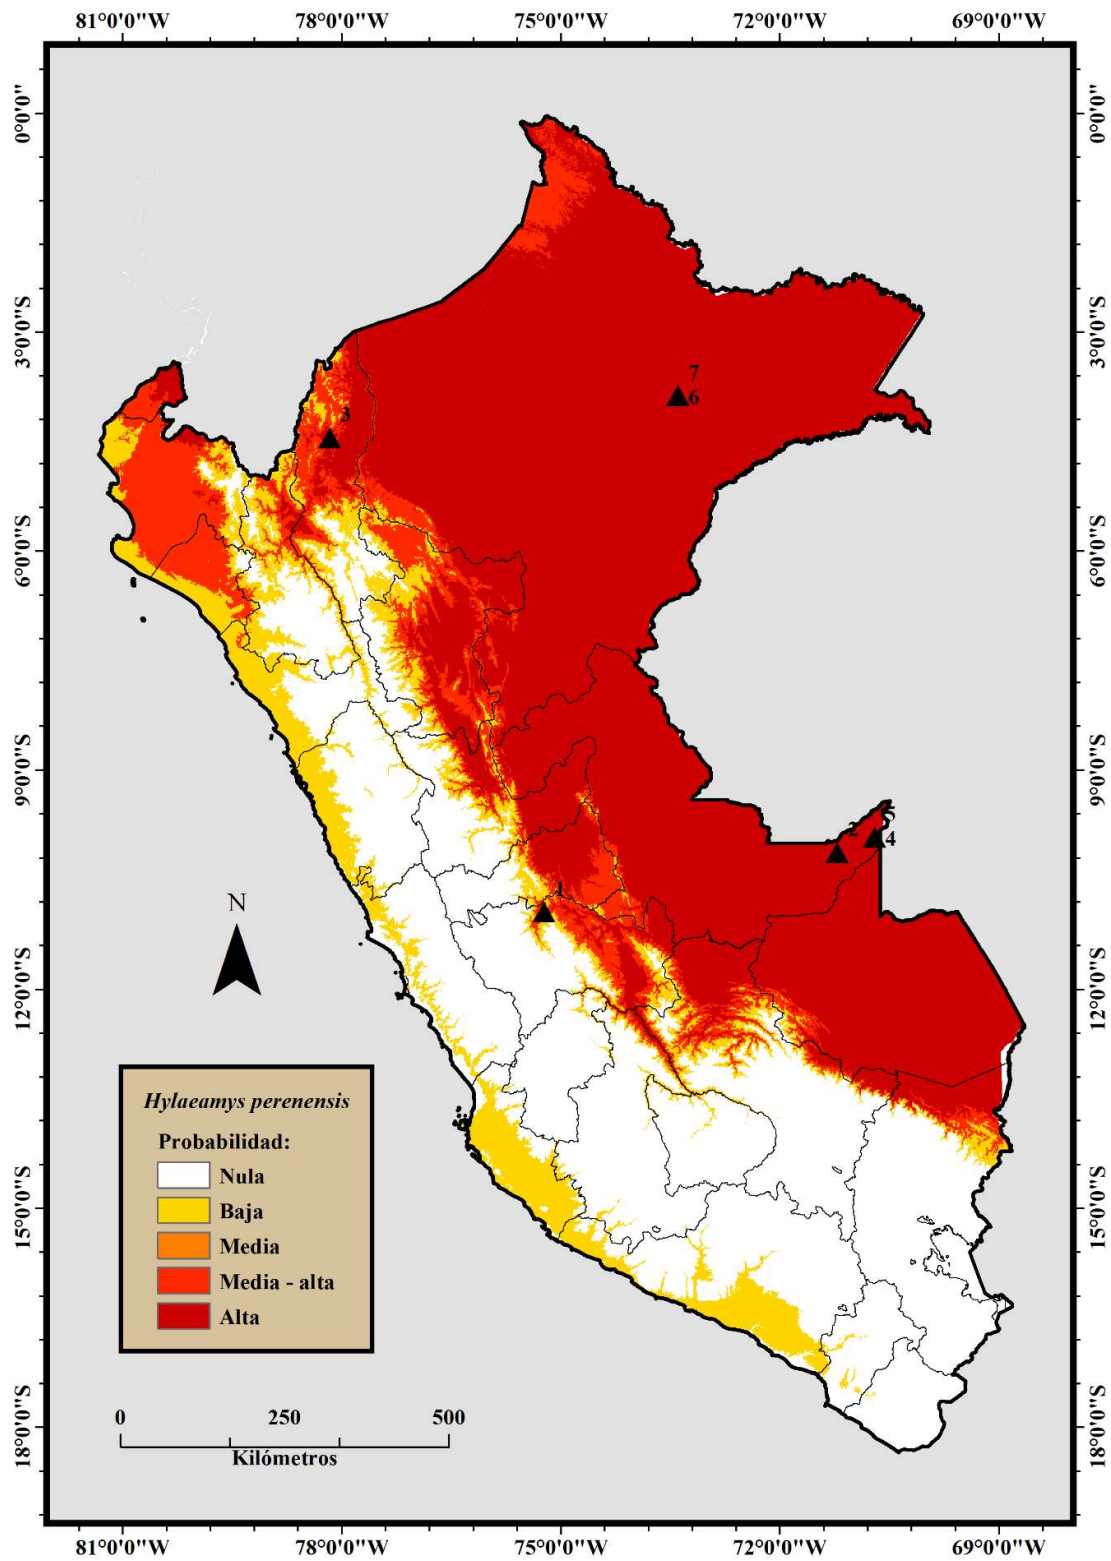 81°0'0"W 78°0'0"W 75°0'0"W 72°0'0"W 69°0'0"W
0°0'0" 0°0'0"
3°0'0"S 3°0'0"S
7
6
3
6°0'0"S 6°0'0"S
9°0'0"S 9°0'0"S
5
2 4
1
N
12°0'0"S 12°0'0"S
Hylaeamys perenensis
Probabilidad:
Nula
Baja
Media
Media - alta
Alta
15°0'0"S 15°0'0"S
0 250 500
Kilómetros
18°0'0"S 18°0'0"S
81°0'0"W 78°0'0"W 75°0'0"W 72°0'0"W 69°0'0"W